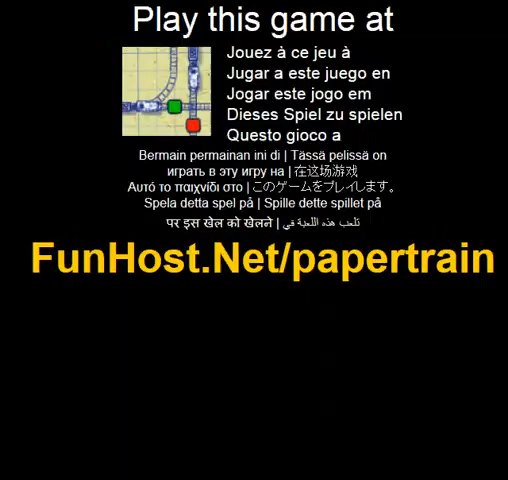 Play this game at
Jouez à ce jeu à
Jugar a este juego en
Jogar este jogo em
Dieses Spiel zu spielen
Questo gioco a
Bermain permainan ini di | Tässä pelissä on
играть в эту игру на | 在这场游戏
Αυτό το παιχνίδι στο | このゲームをプレイします。
Spela detta spel på | Spille dette spillet på
पर इस खेल को खेलने | تلعب هذه اللعبة في
FunHost.Net/papertrain